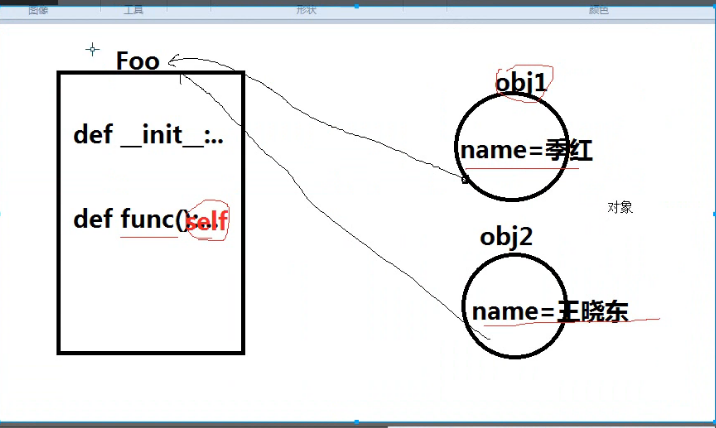 图像 工具 形状 颜色
Foo
def __init__:..
def func():...
self
obj1
name=季红
对象
obj2
name=王晓东